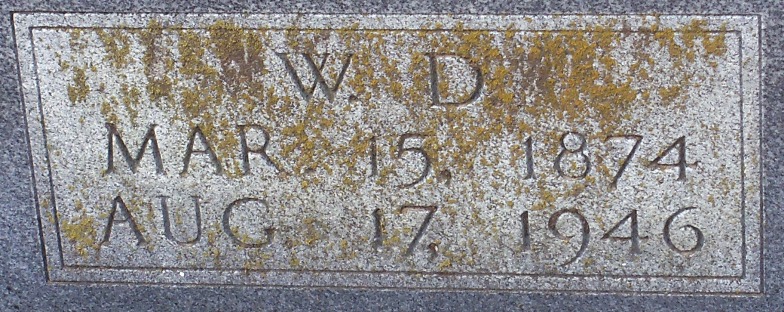 W. D
MAR. 15, 1874
AUG. 17, 1946